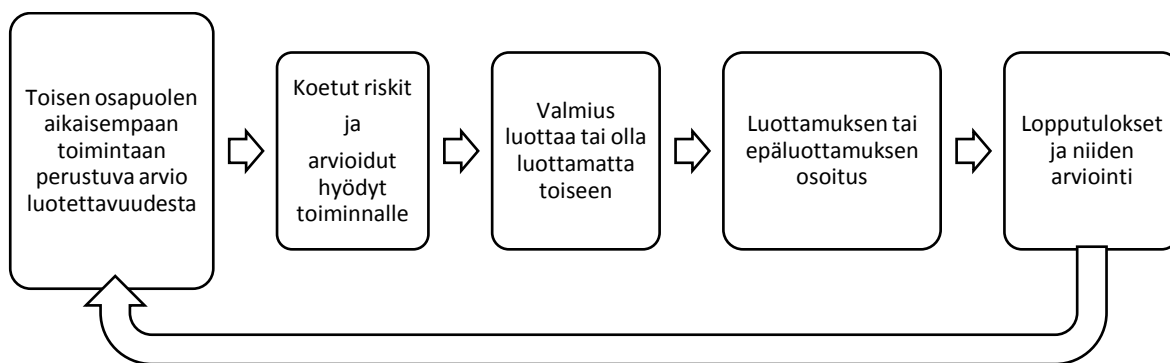 Toisen osapuolen
aikaisempaan
toimintaan
perustuva arvio
luotettavuudesta
Koetut riskit
ja
arvioidut
hyödyt
toiminnalle
Valmius
luottaa tai olla
luottamatta
toiseen
Luottamuksen tai
epäluottamuksen
osoitus
Lopputulokset
ja niiden
arviointi